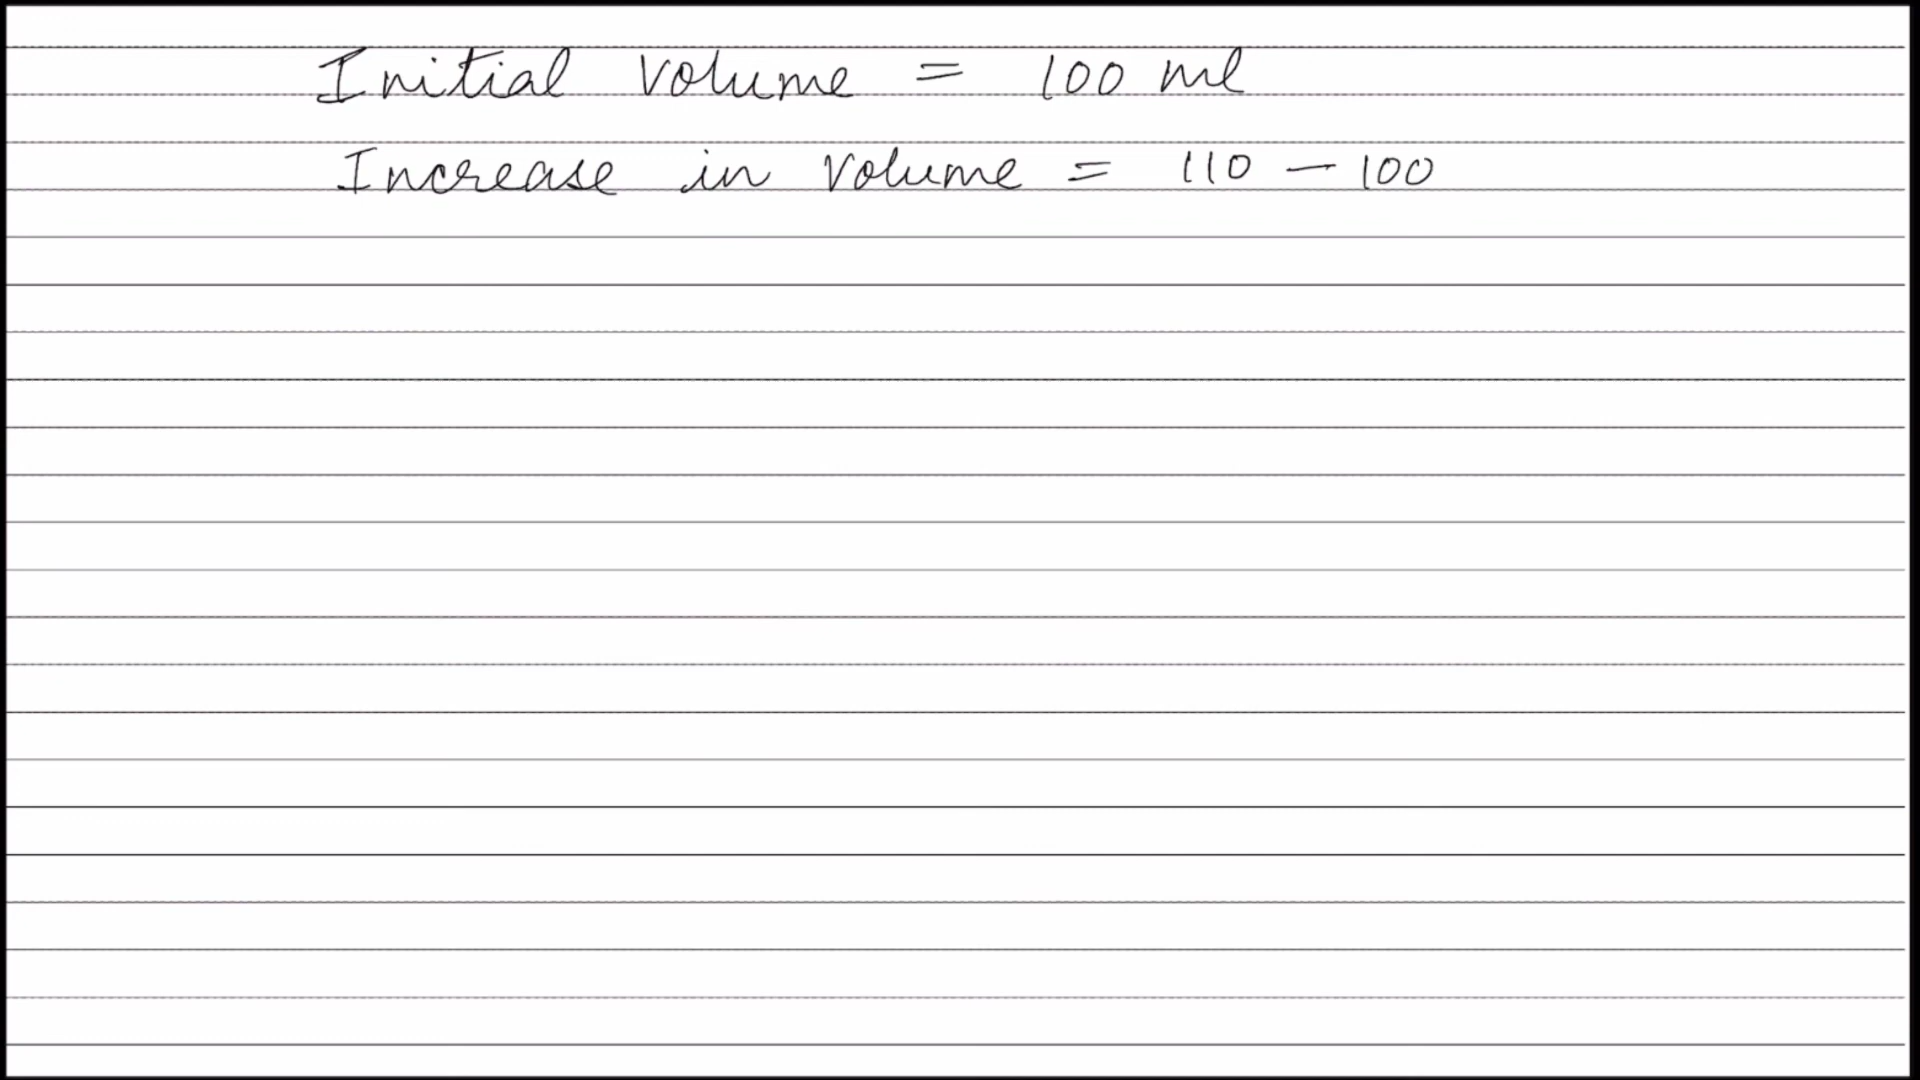 Initial Volume = 100 ml
Increase in Volume = 110 - 100